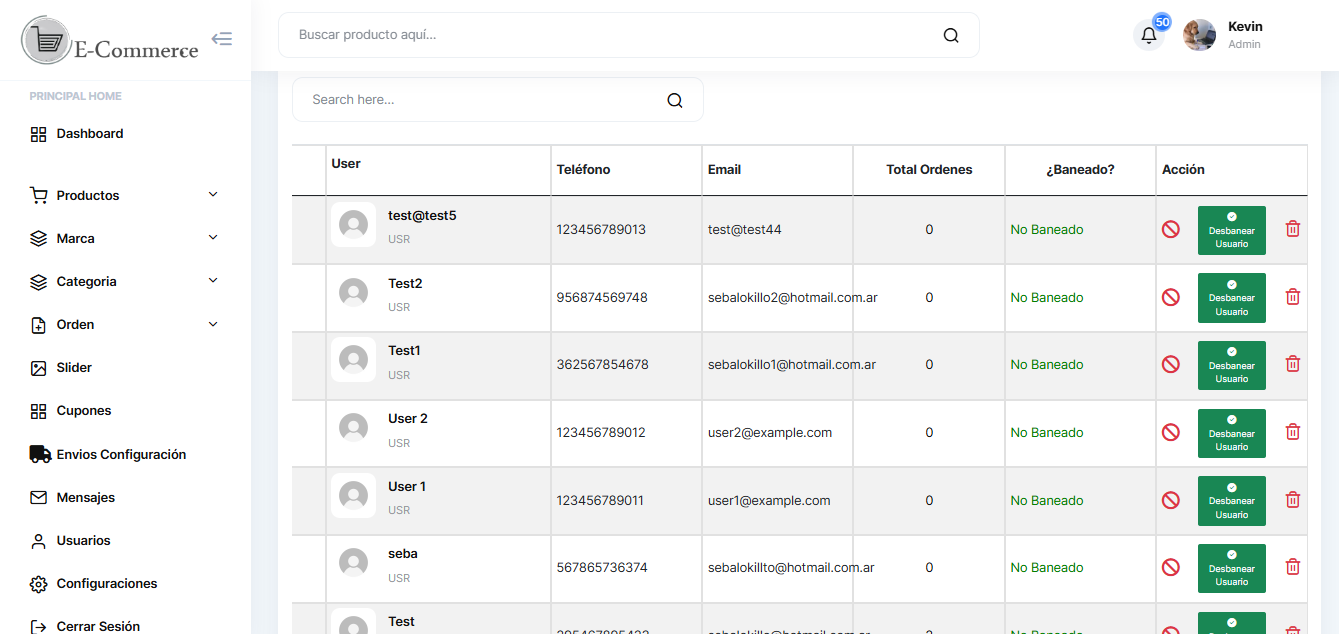 E-Commerce
Buscar producto aquí...
50
Kevin
Admin
PRINCIPAL HOME
Dashboard
Productos
Marca
Categoria
Orden
Slider
Cupones
Envios Configuración
Mensajes
Usuarios
Configuraciones
Cerrar Sesión
Search here...
User Teléfono Email Total Ordenes ¿Baneado? Acción
test@test5
USR
123456789013 test@test44 0 No Baneado
Desbanear
Usuario
Test2
USR
956874569748 sebalokillo2@hotmail.com.ar 0 No Baneado
Desbanear
Usuario
Test1
USR
362567854678 sebalokillo1@hotmail.com.ar 0 No Baneado
Desbanear
Usuario
User 2
USR
123456789012 user2@example.com 0 No Baneado
Desbanear
Usuario
User 1
USR
123456789011 user1@example.com 0 No Baneado
Desbanear
Usuario
seba
USR
567865736374 sebalokillto@hotmail.com.ar 0 No Baneado
Desbanear
Usuario
Test